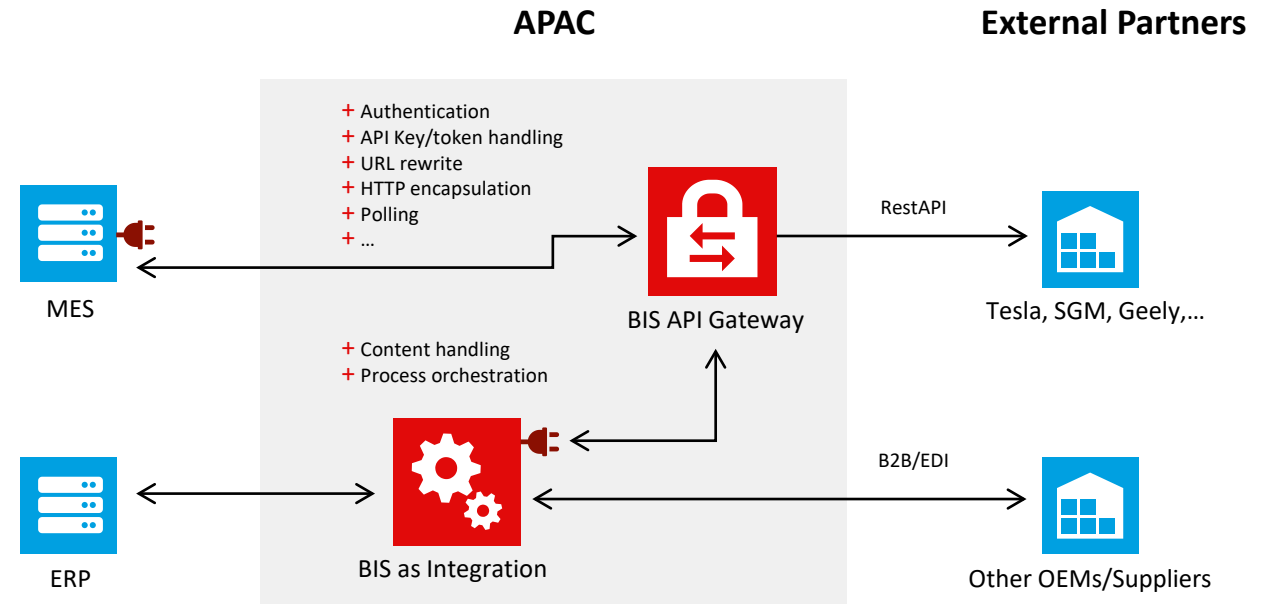 APAC
External Partners
+ Authentication
+ API Key/token handling
+ URL rewrite
+ HTTP encapsulation
+ Polling
+ ...
RestAPI
MES
BIS API Gateway
Tesla, SGM, Geely,...
+ Content handling
+ Process orchestration
B2B/EDI
ERP
BIS as Integration
Other OEMs/Suppliers